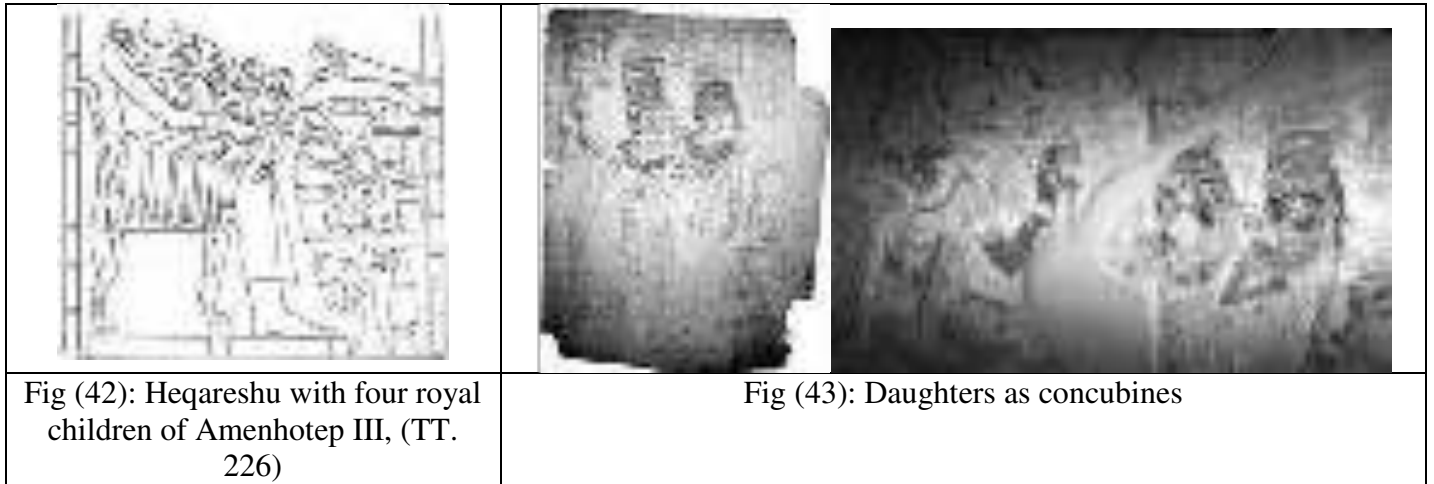 Fig (42): Heqareshu with four royal
children of Amenhotep III, (TT.
226)
Fig (43): Daughters as concubines